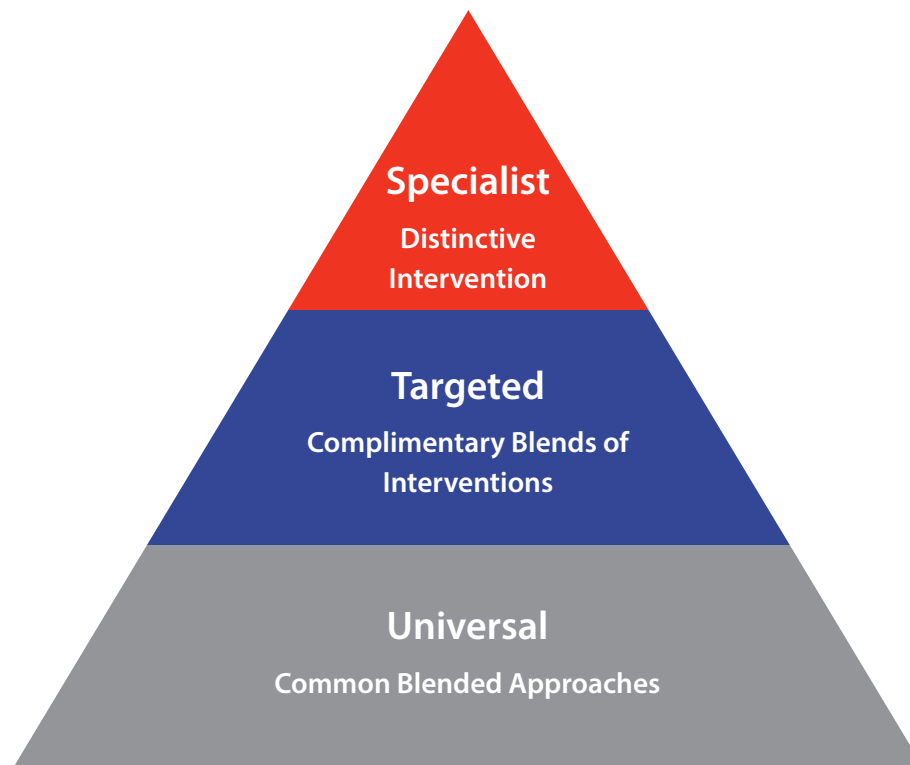 Specialist
Distinctive
Intervention
Targeted
Complimentary Blends of
Interventions
Universal
Common Blended Approaches